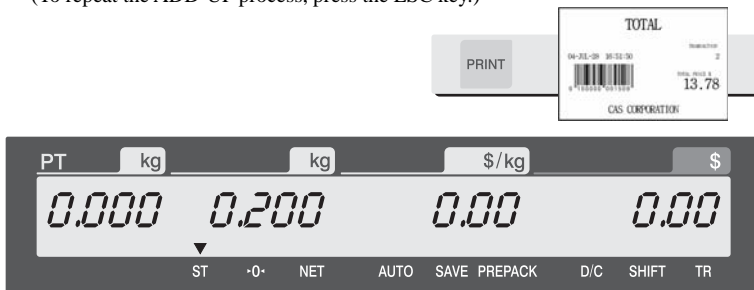 (To repeat the ADD-UP process, press the ESC key.)
TOTAL
PRINT
2
13.78
CAS CORPORATION
PT kg kg $/kg $
0.000 0.200 0.00 0.00
ST 0 NET AUTO SAVE PREPACK D/C SHIFT TR